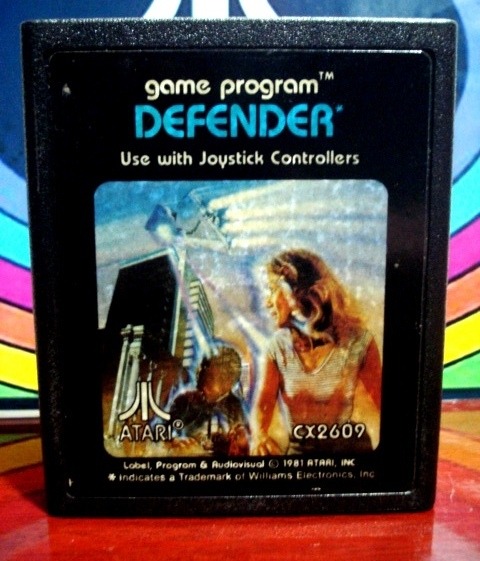 game program™
DEFENDER*
Use with Joystick Controllers
ATARI®
CX2609
Label, Program & Audiovisual © 1981 ATARI, INC
* Indicates a Trademark of Williams Electronics, Inc